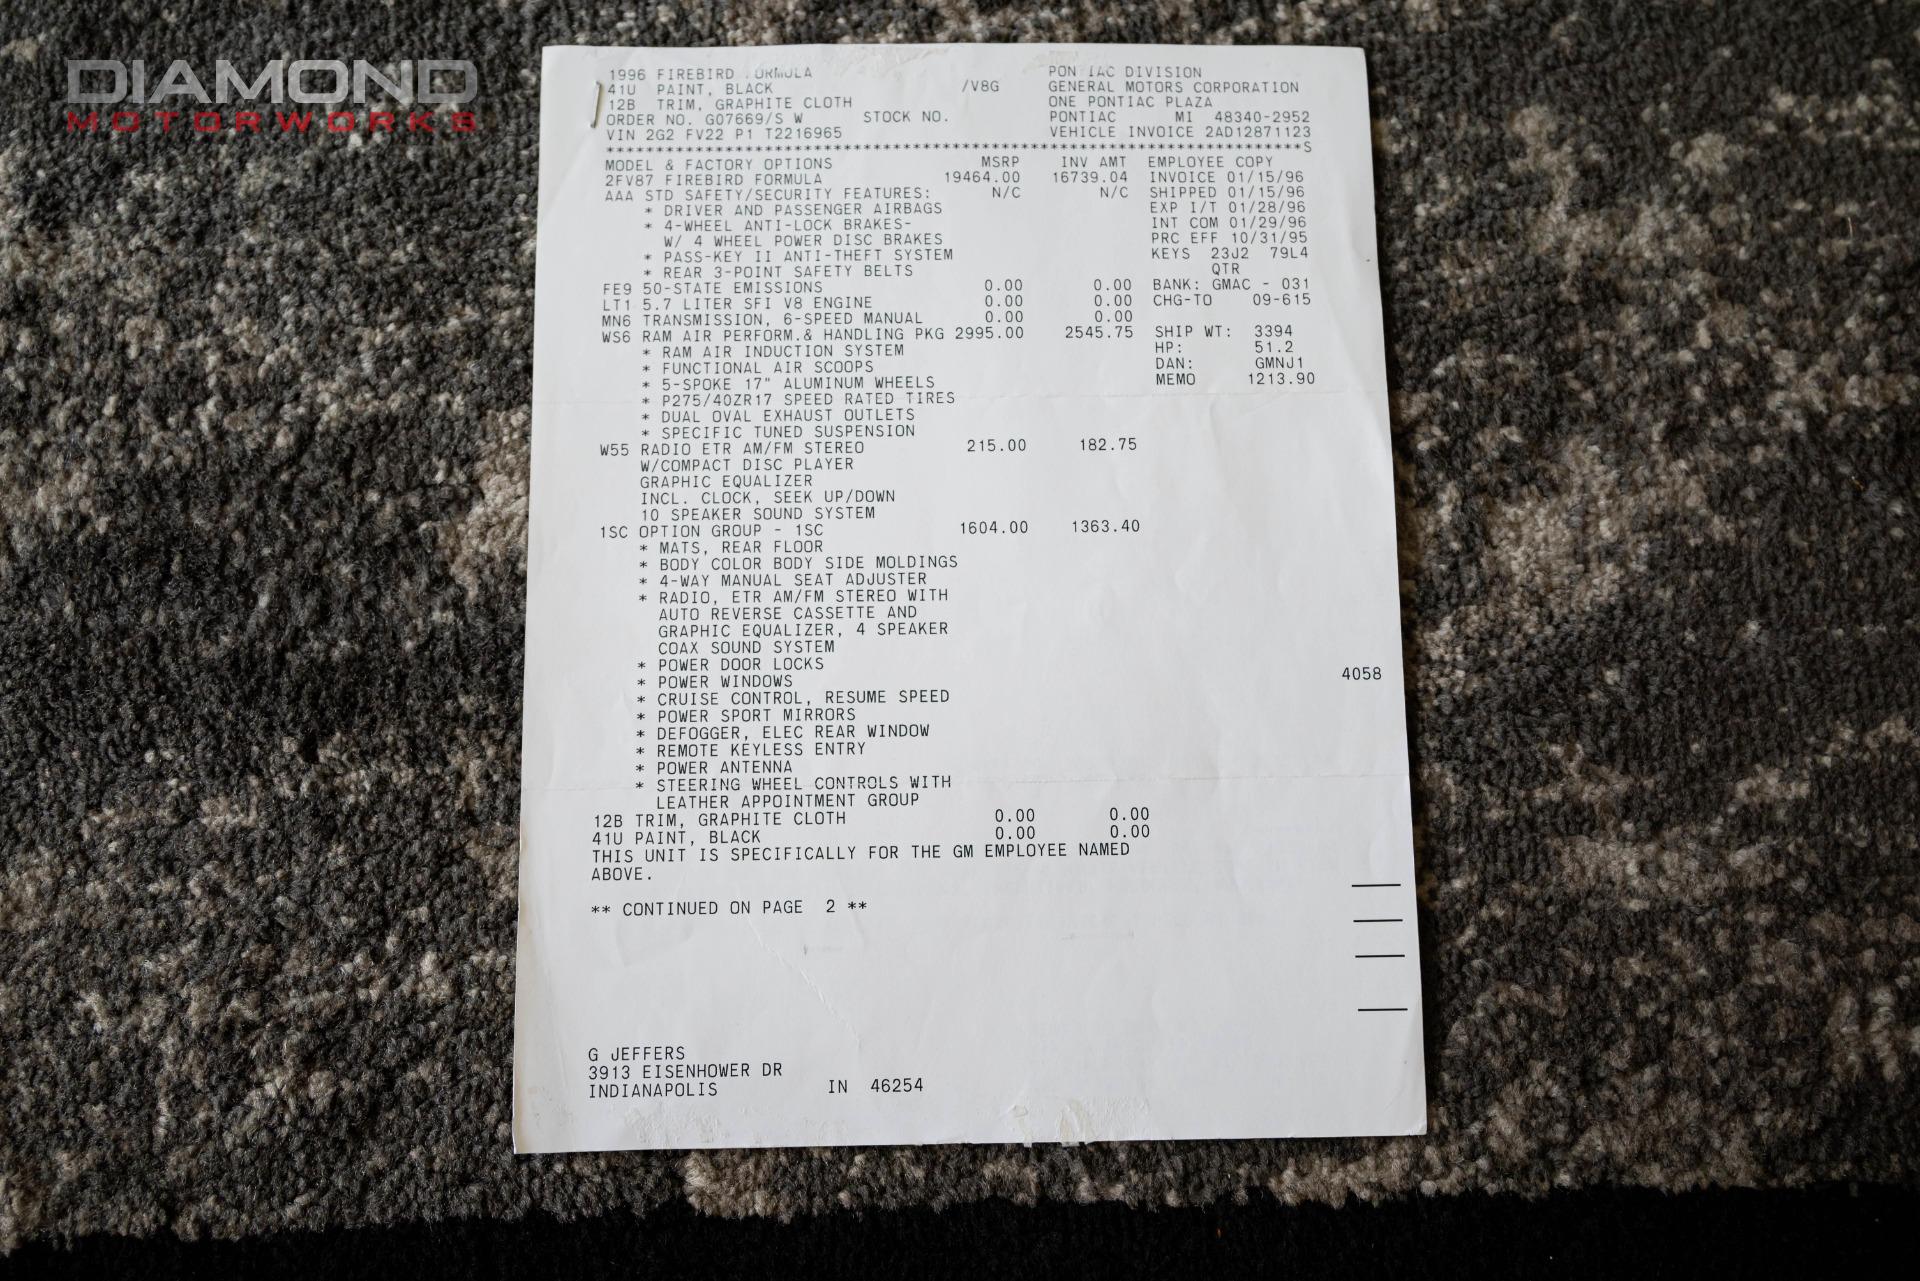 DIAMOND
MOTORWORKS
1996 FIREBIRD ORMULA
41U PAINT, BLACK /V8G
12B TRIM, GRAPHITE CLOTH
ORDER NO. G07669/S W STOCK NO.
VIN 2G2 FV22 P1 T2216965
PONTIAC DIVISION
GENERAL MOTORS CORPORATION
ONE PONTIAC PLAZA
PONTIAC MI 48340-2952
VEHICLE INVOICE 2AD12871123
****************************************************************************S
MODEL & FACTORY OPTIONS MSRP INV AMT EMPLOYEE COPY
2FV87 FIREBIRD FORMULA 19464.00 16739.04 INVOICE 01/15/96
AAA STD SAFETY/SECURITY FEATURES: N/C N/C SHIPPED 01/15/96
* DRIVER AND PASSENGER AIRBAGS EXP I/T 01/28/96
* 4-WHEEL ANTI-LOCK BRAKES- INT COM 01/29/96
W/ 4 WHEEL POWER DISC BRAKES PRC EFF 10/31/95
* PASS-KEY II ANTI-THEFT SYSTEM KEYS 23J2 79L4
* REAR 3-POINT SAFETY BELTS QTR
FE9 50-STATE EMISSIONS 0.00 0.00 BANK: GMAC - 031
LT1 5.7 LITER SFI V8 ENGINE 0.00 0.00 CHG-TO 09-615
MN6 TRANSMISSION, 6-SPEED MANUAL 0.00 0.00
WS6 RAM AIR PERFORM.& HANDLING PKG 2995.00 2545.75 SHIP WT: 3394
* RAM AIR INDUCTION SYSTEM HP: 51.2
* FUNCTIONAL AIR SCOOPS DAN: GMNJ1
* 5-SPOKE 17" ALUMINUM WHEELS MEMO 1213.90
* P275/40ZR17 SPEED RATED TIRES
* DUAL OVAL EXHAUST OUTLETS
* SPECIFIC TUNED SUSPENSION
W55 RADIO ETR AM/FM STEREO 215.00 182.75
W/COMPACT DISC PLAYER
GRAPHIC EQUALIZER
INCL. CLOCK, SEEK UP/DOWN
10 SPEAKER SOUND SYSTEM
1SC OPTION GROUP - 1SC 1604.00 1363.40
* MATS, REAR FLOOR
* BODY COLOR BODY SIDE MOLDINGS
* 4-WAY MANUAL SEAT ADJUSTER
* RADIO, ETR AM/FM STEREO WITH
AUTO REVERSE CASSETTE AND
GRAPHIC EQUALIZER, 4 SPEAKER
COAX SOUND SYSTEM
* POWER DOOR LOCKS
* POWER WINDOWS 4058
* CRUISE CONTROL, RESUME SPEED
* POWER SPORT MIRRORS
* DEFOGGER, ELEC REAR WINDOW
* REMOTE KEYLESS ENTRY
* POWER ANTENNA
* STEERING WHEEL CONTROLS WITH
LEATHER APPOINTMENT GROUP
12B TRIM, GRAPHITE CLOTH 0.00 0.00
41U PAINT, BLACK 0.00 0.00
THIS UNIT IS SPECIFICALLY FOR THE GM EMPLOYEE NAMED
ABOVE.
** CONTINUED ON PAGE 2 **
G JEFFERS
3913 EISENHOWER DR
INDIANAPOLIS IN 46254